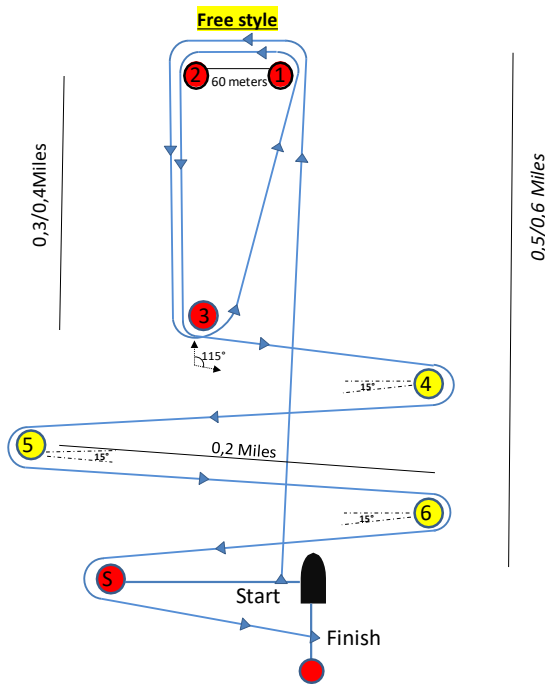 Free style
2
1
60 meters
0,3/0,4Miles
0,5/0,6 Miles
3
115°
4
15°
5
0,2 Miles
15°
6
15°
S
Start
Finish